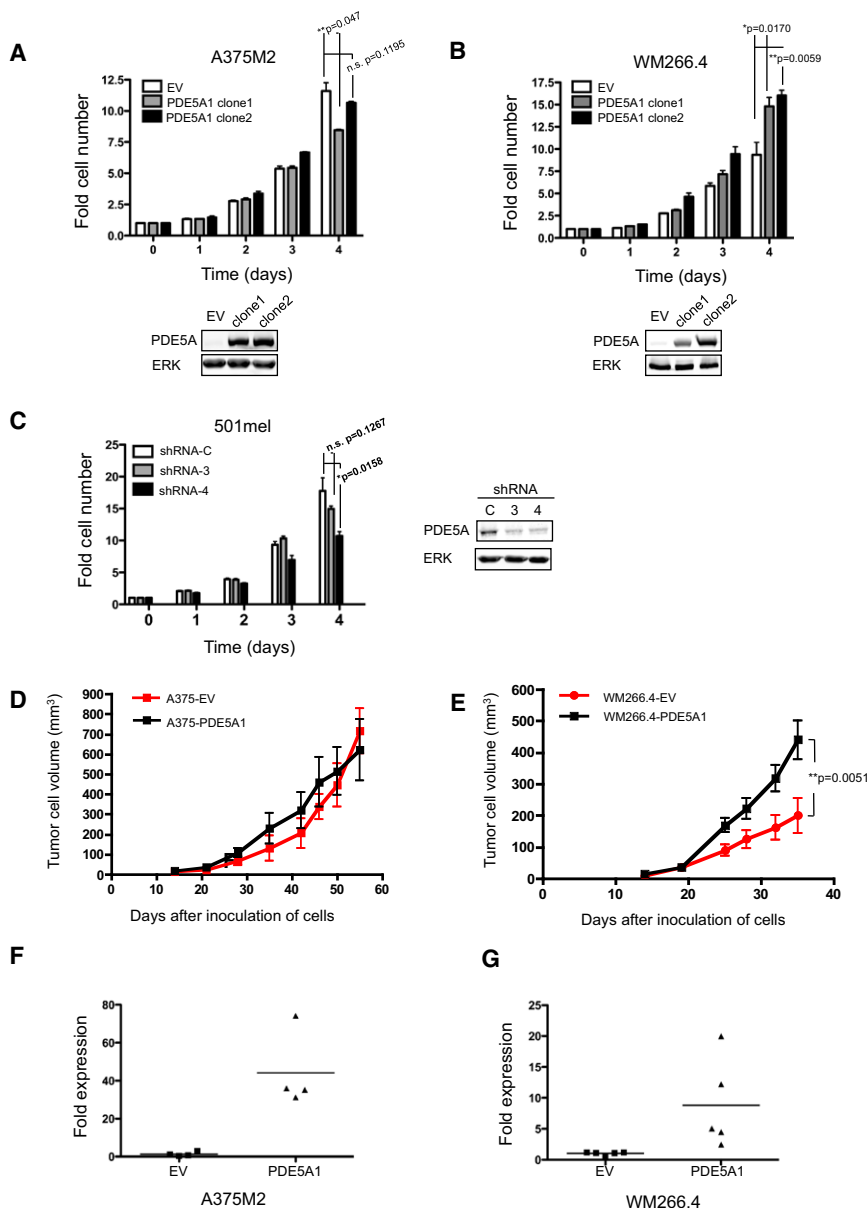 A
A375M2
**p=0.047
n.s. p=0.1195
EV
PDE5A1 clone1
PDE5A1 clone2
Fold cell number
12.5
10.0
7.5
5.0
2.5
0.0
0 1 2 3 4
Time (days)
EV clone1 clone2
PDE5A
ERK
B
WM266.4
*p=0.0170
**p=0.0059
EV
PDE5A1 clone1
PDE5A1 clone2
Fold cell number
17.5
15.0
12.5
10.0
7.5
5.0
2.5
0.0
0 1 2 3 4
Time (days)
EV clone1 clone2
PDE5A
ERK
C
501mel
n.s. p=0.1267
*p=0.0158
shRNA-C
shRNA-3
shRNA-4
Fold cell number
25
20
15
10
5
0
0 1 2 3 4
Time (days)
shRNA
C 3 4
PDE5A
ERK
D
A375-EV
A375-PDE5A1
Tumor cell volume (mm³)
900
800
700
600
500
400
300
200
100
0
0 10 20 30 40 50 60
Days after inoculation of cells
E
WM266.4-EV
WM266.4-PDE5A1
**p=0.0051
Tumor cell volume (mm³)
600
500
400
300
200
100
0
0 10 20 30 40
Days after inoculation of cells
F
Fold expression
80
60
40
20
0
EV PDE5A1
A375M2
G
Fold expression
25
20
15
10
5
0
EV PDE5A1
WM266.4